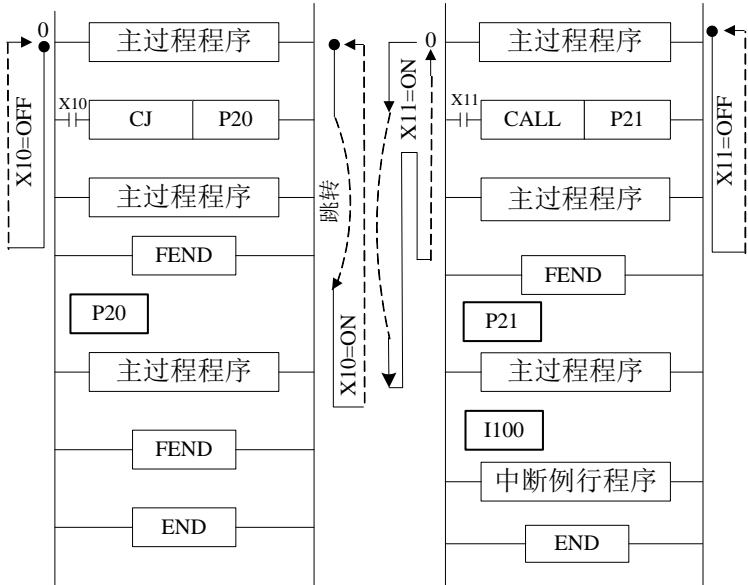 0
主过程程序
X10
CJ P20
主过程程序
FEND
P20
主过程程序
FEND
END
X10=OFF
跳转
X10=ON
0
主过程程序
X11
CALL P21
主过程程序
FEND
P21
主过程程序
I100
中断例行程序
END
X11=ON
X11=OFF